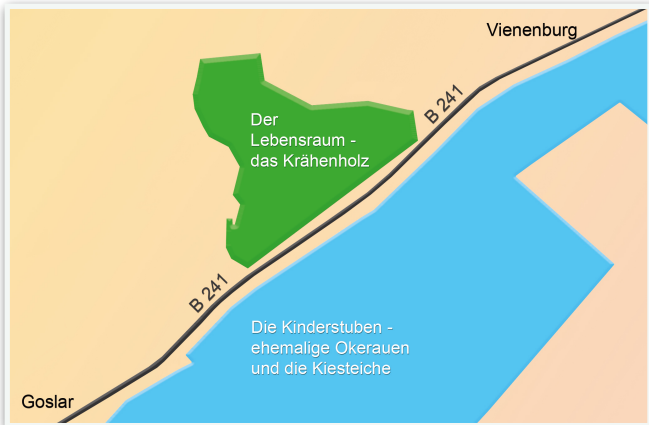 Vienenburg
B 241
Der
Lebensraum -
das Krähenholz
B 241
Die Kinderstuben -
ehemalige Okerauen
und die Kiesteiche
Goslar